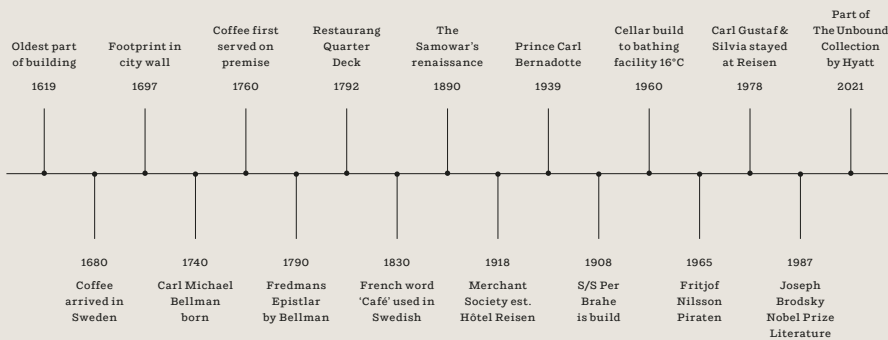 Oldest part
of building
1619
Footprint in
city wall
1697
Coffee first
served on
premise
1760
Restaurang
Quarter
Deck
1792
The
Samowar's
renaissance
1890
Prince Carl
Bernadotte
1939
Cellar build
to bathing
facility 16°C
1960
Carl Gustaf &
Silvia stayed
at Reisen
1978
Part of
The Unbound
Collection
by Hyatt
2021
1680
Coffee
arrived in
Sweden
1740
Carl Michael
Bellman
born
1790
Fredmans
Epistlar
by Bellman
1830
French word
'Café' used in
Swedish
1918
Merchant
Society est.
Hôtel Reisen
1908
S/S Per
Brahe
is build
1965
Fritjof
Nilsson
Piraten
1987
Joseph
Brodsky
Nobel Prize
Literature